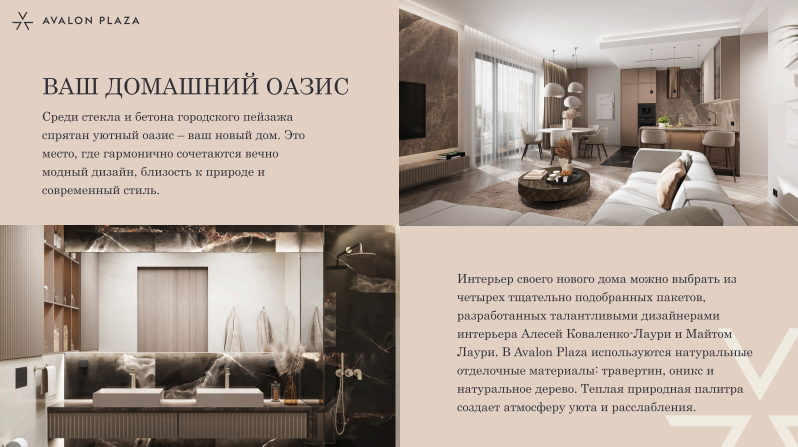 AVALON PLAZA
ВАШ ДОМАШНИЙ ОАЗИС
Среди стекла и бетона городского пейзажа
спрятан уютный оазис – ваш новый дом. Это
место, где гармонично сочетаются вечно
модный дизайн, близость к природе и
современный стиль.
Интерьер своего нового дома можно выбрать из
четырех тщательно подобранных пакетов,
разработанных талантливыми дизайнерами
интерьера Алесей Коваленко-Лаури и Майтом
Лаури. В Avalon Plaza используются натуральные
отделочные материалы: травертин, оникс и
натуральное дерево. Теплая природная палитра
создает атмосферу уюта и расслабления.